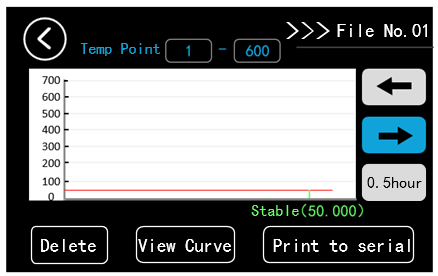 >>> File No.01
Temp Point 1 - 600
700
600
500
400
300
200
100
0
0.5hour
Stable(50.000)
Delete
View Curve
Print to serial